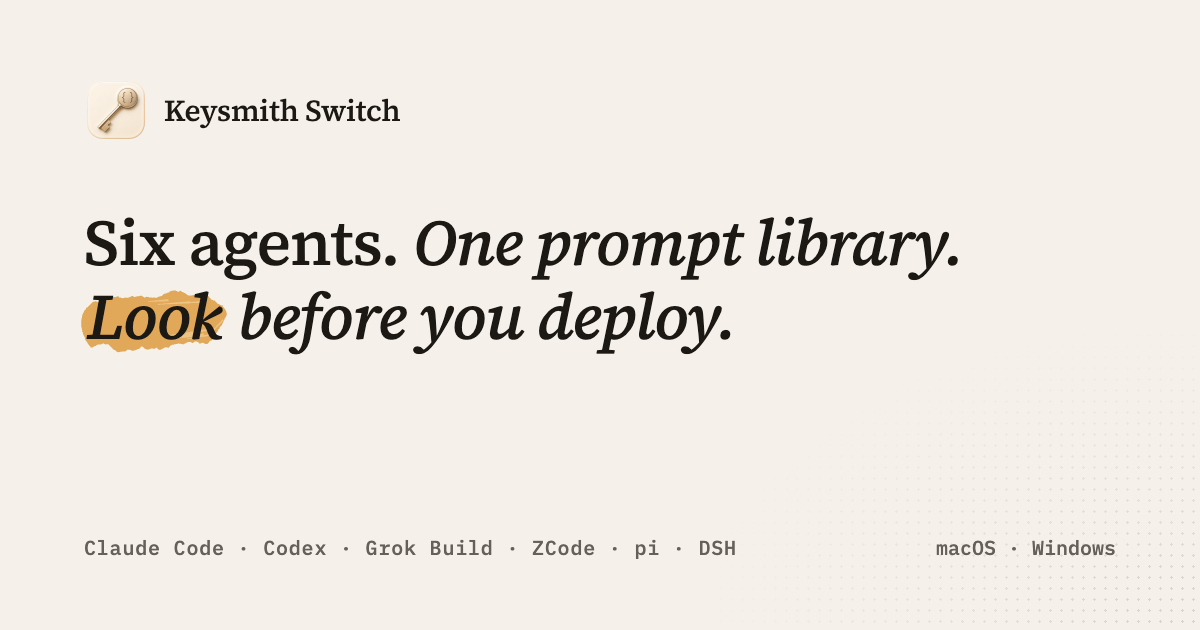 Keysmith Switch
Six agents. One prompt library.
Look before you deploy.
Claude Code · Codex · Grok Build · ZCode · pi · DSH
macOS · Windows